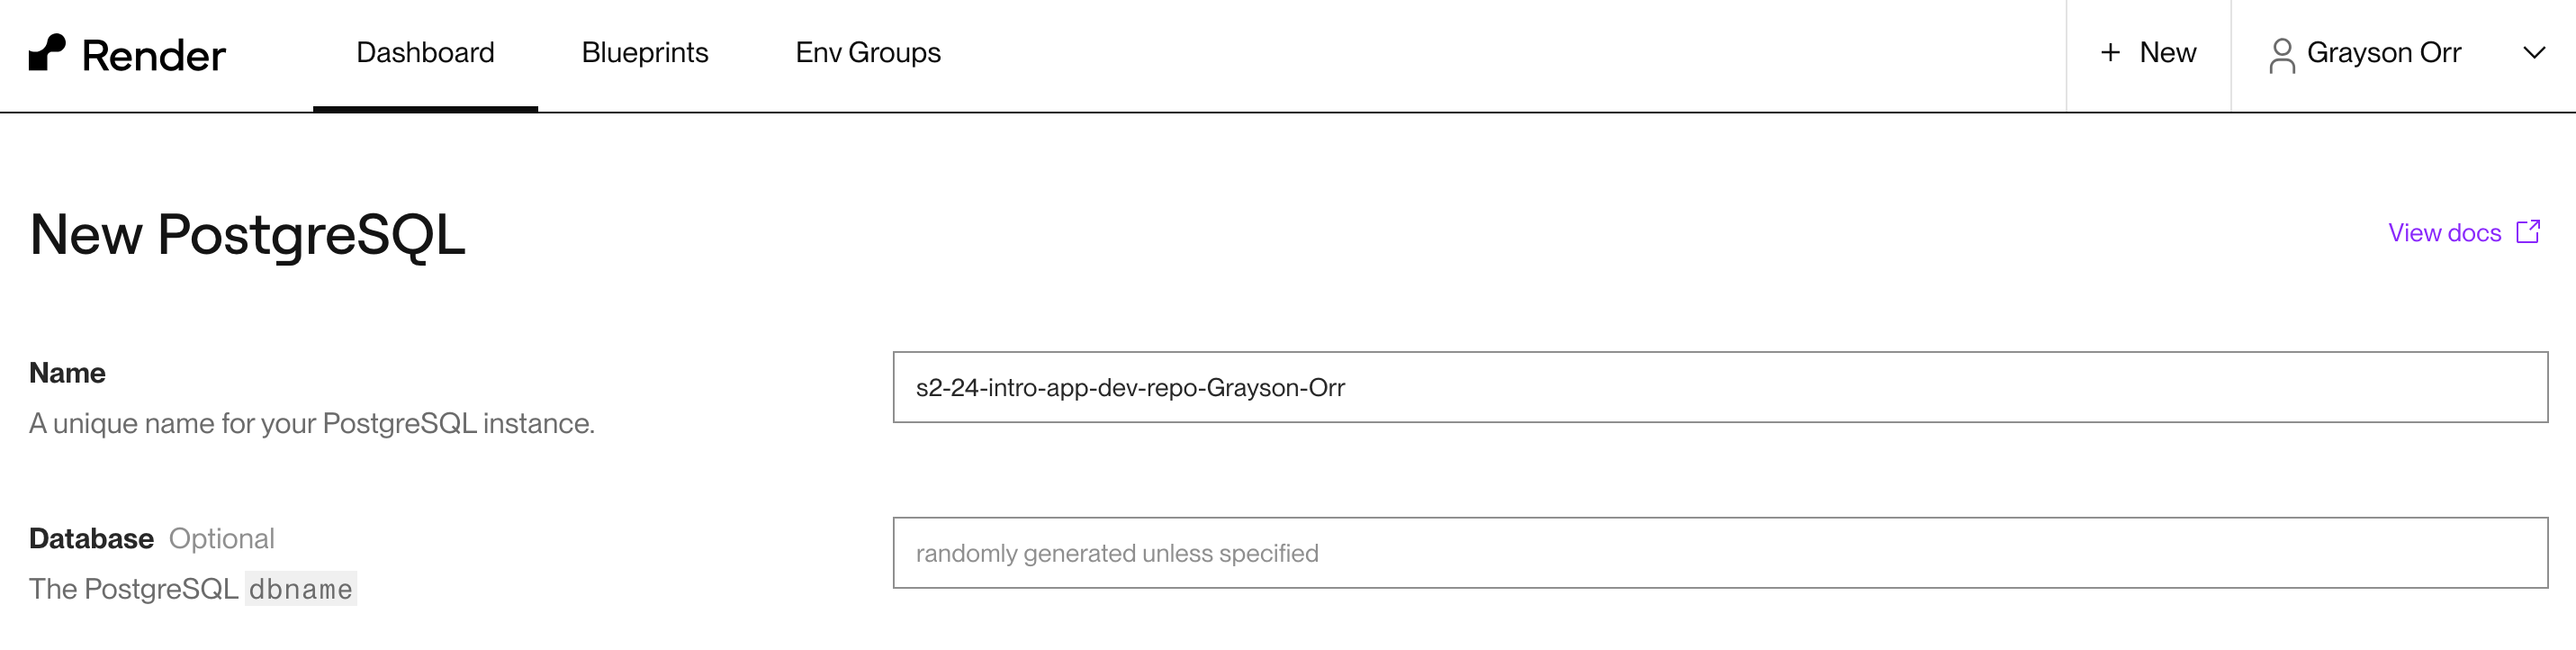 Render Dashboard Blueprints Env Groups + New Grayson Orr
New PostgreSQL View docs
Name
s2-24-intro-app-dev-repo-Grayson-Orr
A unique name for your PostgreSQL instance.
Database Optional
randomly generated unless specified
The PostgreSQL dbname